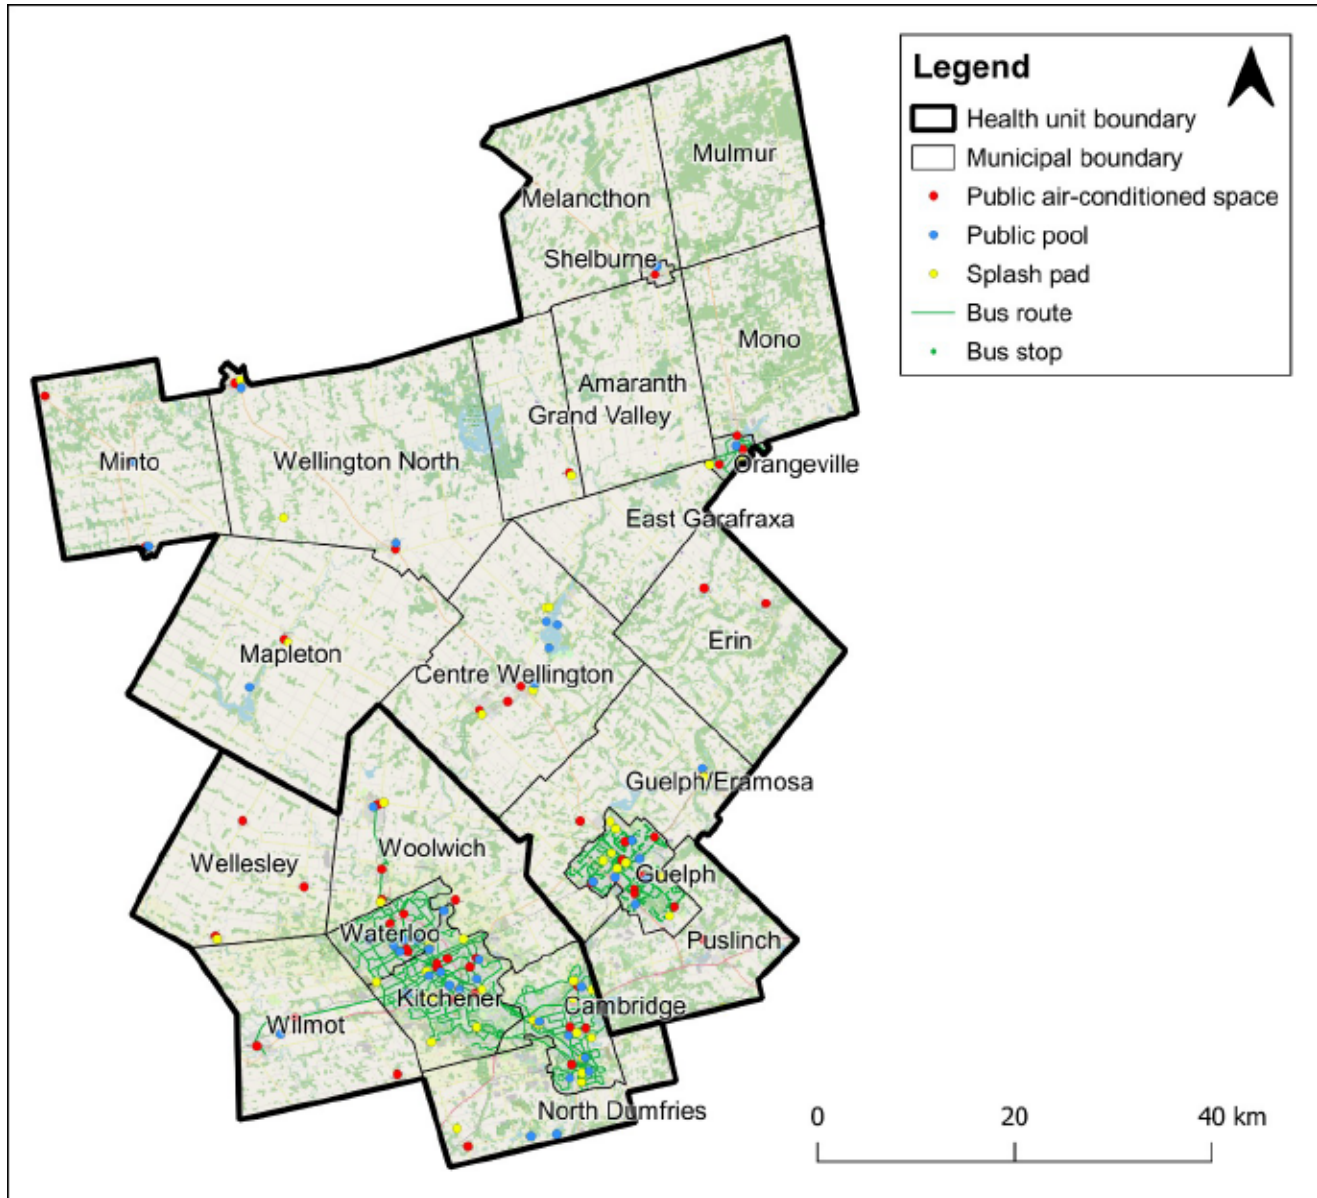 Legend
Health unit boundary
Municipal boundary
Public air-conditioned space
Public pool
Splash pad
Bus route
Bus stop
Mulmur
Melancthon
Shelburne
Mono
Amaranth
Grand Valley
Minto
Wellington North
Orangeville
East Garafraxa
Erin
Mapleton
Centre Wellington
Guelph/Eramosa
Woolwich
Wellesley
Guelph
Waterloo
Puslinch
Kitchener
Cambridge
Wilmot
North Dumfries
0 20 40 km